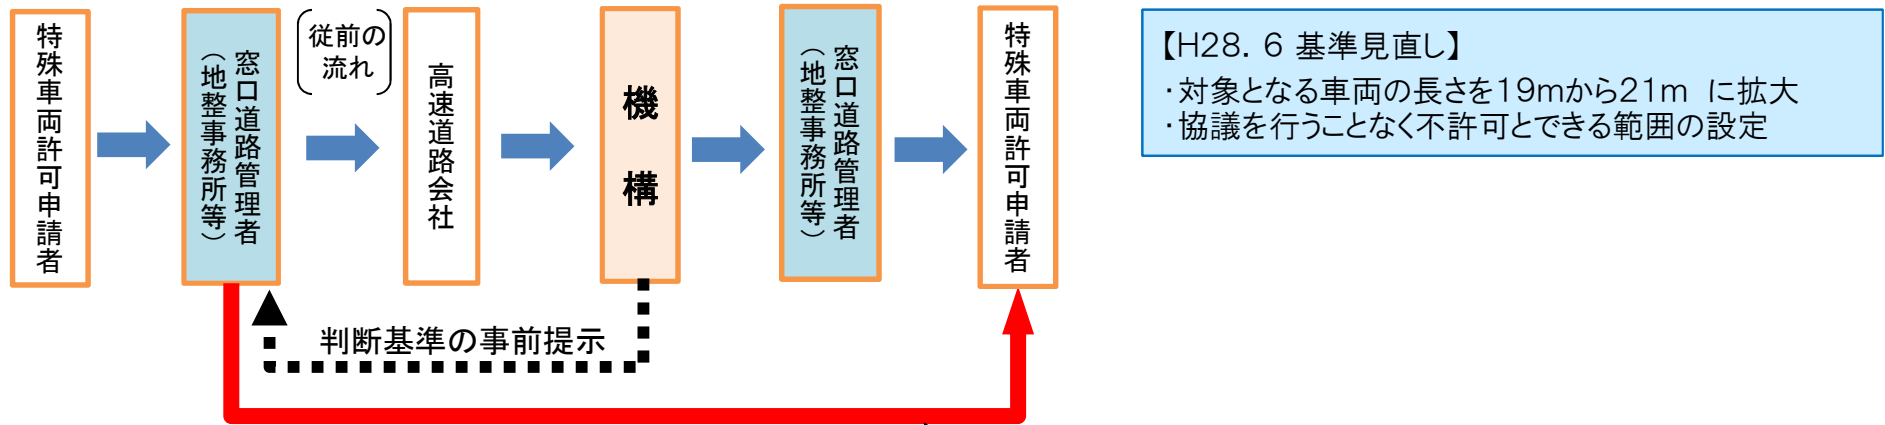 特殊車両許可申請者
窓口道路管理者
（地整事務所等）
従前の
流れ
高速道路会社
機構
窓口道路管理者
（地整事務所等）
特殊車両許可申請者
判断基準の事前提示
【H28．6 基準見直し】
・対象となる車両の長さを19mから21m に拡大
・協議を行うことなく不許可とできる範囲の設定